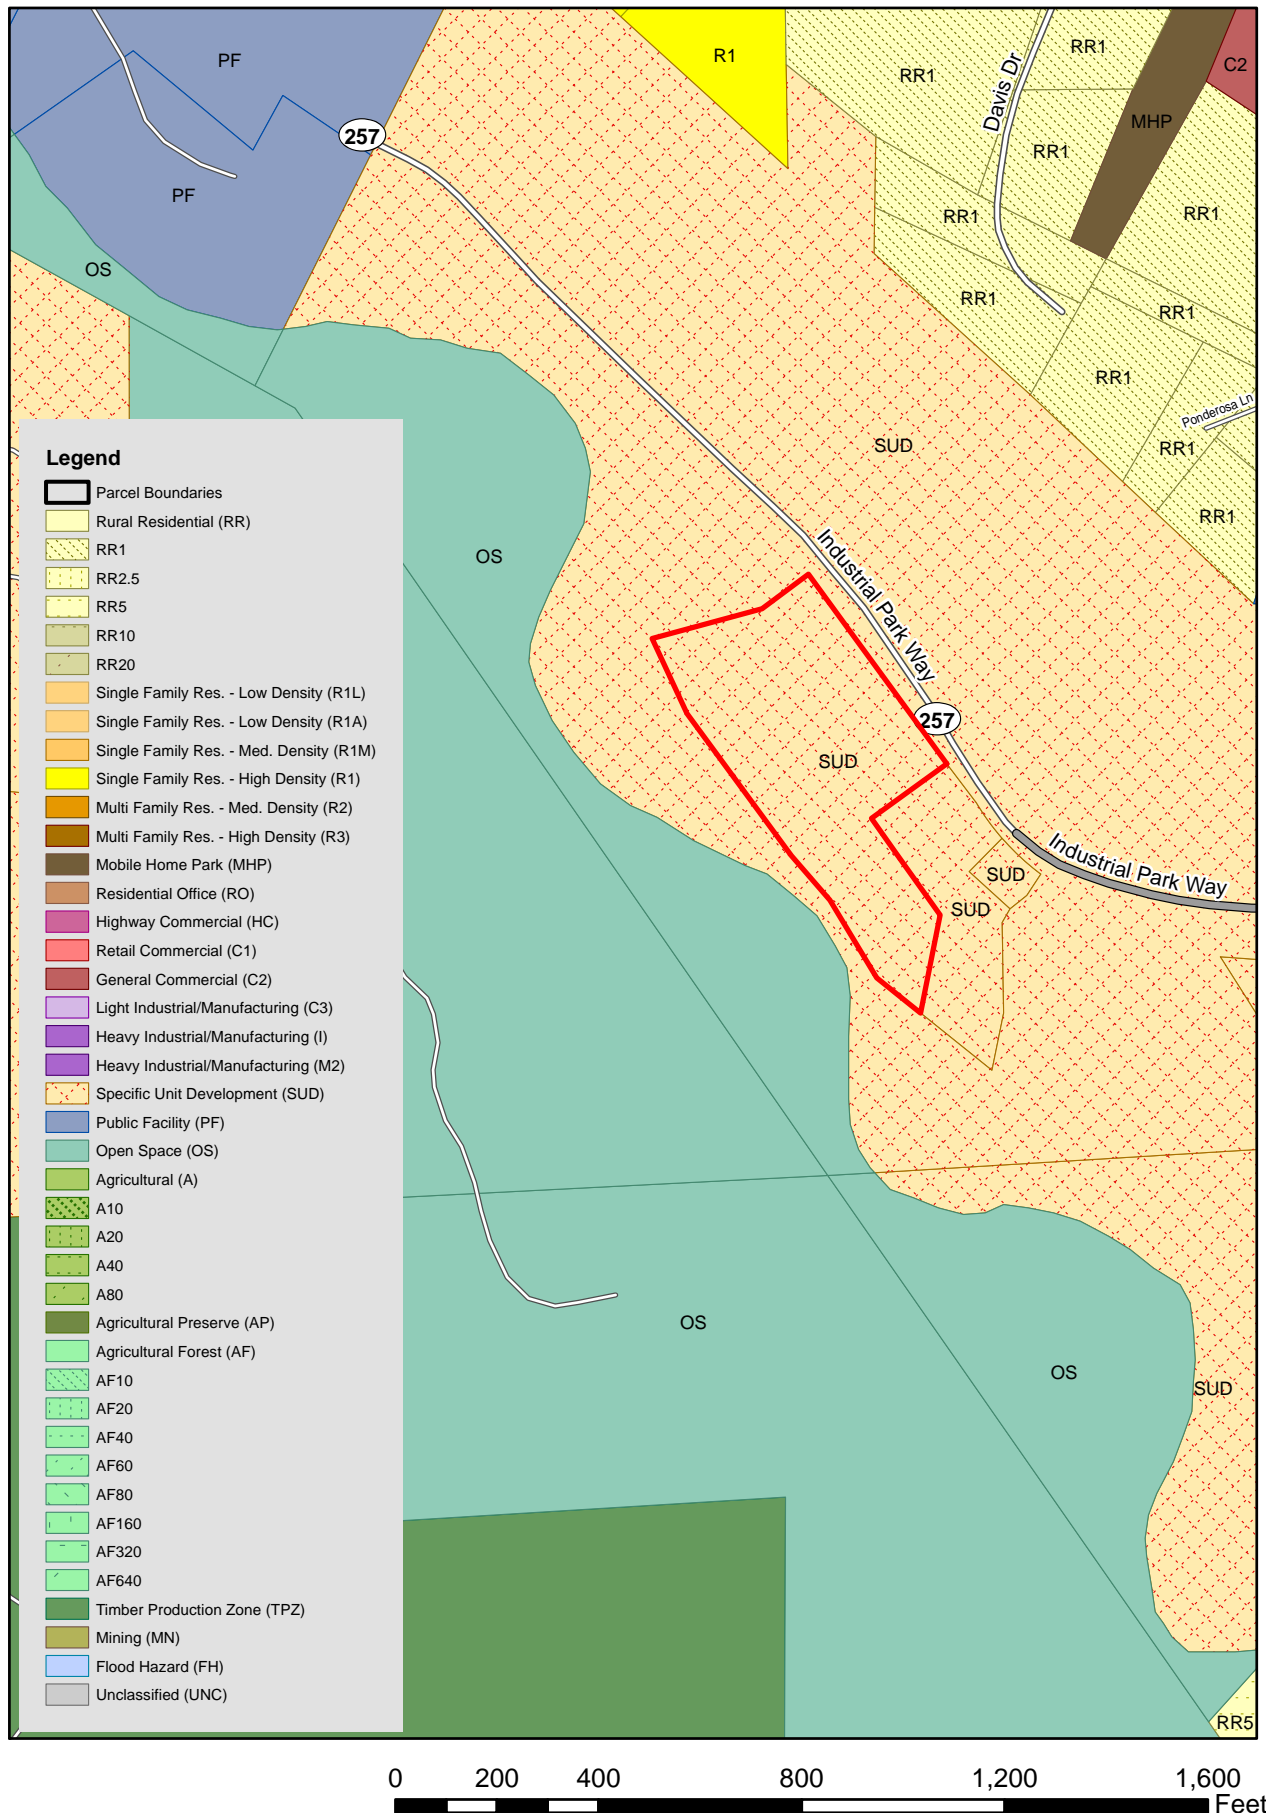 PF
R1
RR1
RR1
C2
Davis Dr
257
MHP
RR1
PF
RR1
RR1
OS
RR1
RR1
RR1
Ponderosa Ln
SUD
RR1
RR1
OS
Industrial Park Way
257
SUD
Industrial Park Way
SUD
SUD
OS
OS
SUD
RR5
Legend
Parcel Boundaries
Rural Residential (RR)
RR1
RR2.5
RR5
RR10
RR20
Single Family Res. - Low Density (R1L)
Single Family Res. - Low Density (R1A)
Single Family Res. - Med. Density (R1M)
Single Family Res. - High Density (R1)
Multi Family Res. - Med. Density (R2)
Multi Family Res. - High Density (R3)
Mobile Home Park (MHP)
Residential Office (RO)
Highway Commercial (HC)
Retail Commercial (C1)
General Commercial (C2)
Light Industrial/Manufacturing (C3)
Heavy Industrial/Manufacturing (I)
Heavy Industrial/Manufacturing (M2)
Specific Unit Development (SUD)
Public Facility (PF)
Open Space (OS)
Agricultural (A)
A10
A20
A40
A80
Agricultural Preserve (AP)
Agricultural Forest (AF)
AF10
AF20
AF40
AF60
AF80
AF160
AF320
AF640
Timber Production Zone (TPZ)
Mining (MN)
Flood Hazard (FH)
Unclassified (UNC)
0 200 400 800 1,200 1,600
Feet